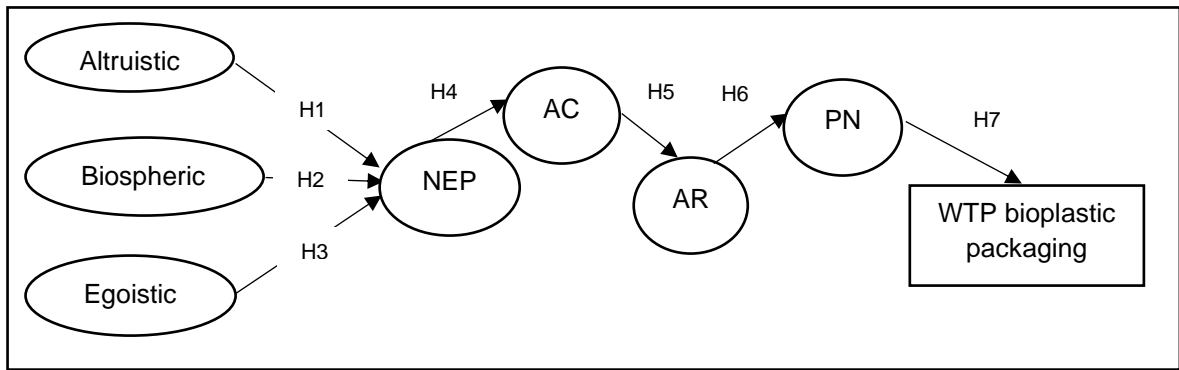 Altruistic
H1
Biospheric
H2
Egoistic
H3
NEP
H4
AC
H5
AR
H6
PN
H7
WTP bioplastic
packaging